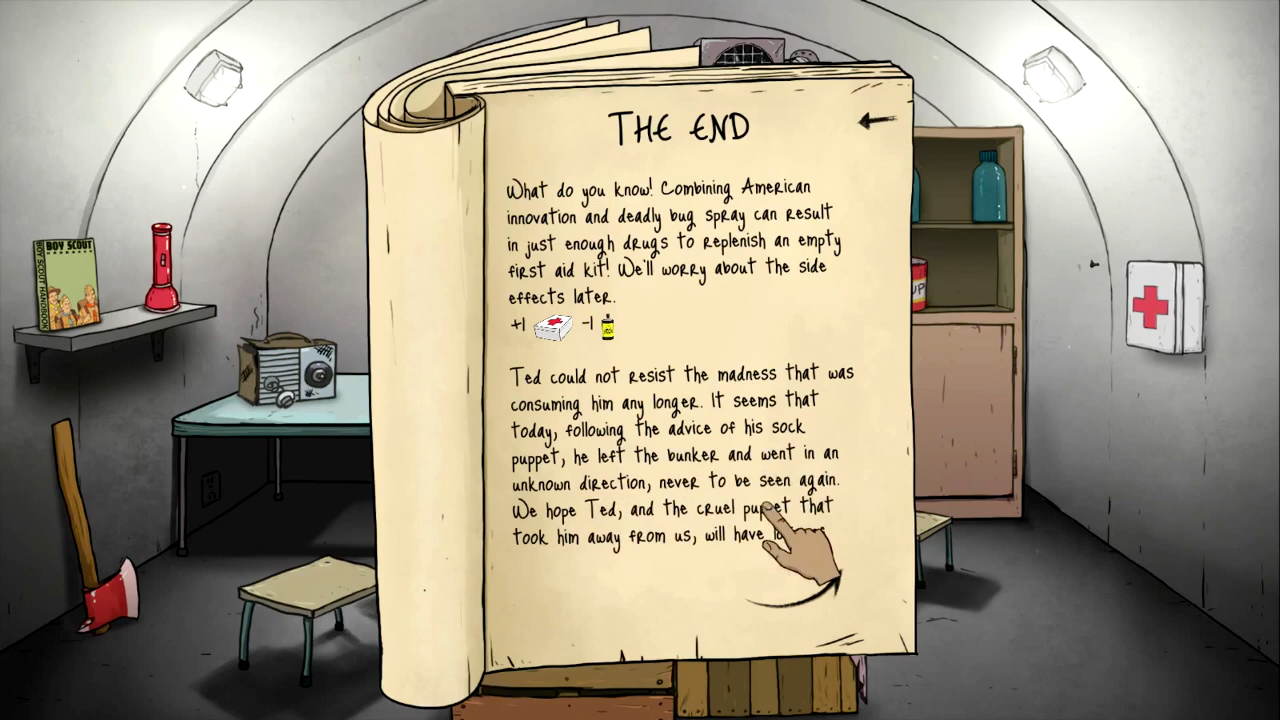 THE END
What do you know! Combining American
innovation and deadly bug spray can result
in just enough drugs to replenish an empty
first aid kit! We'll worry about the side
effects later.
+1 -1
Ted could not resist the madness that was
consuming him any longer. It seems that
today, following the advice of his sock
puppet, he left the bunker and went in an
unknown direction, never to be seen again.
We hope Ted, and the cruel puppet that
took him away from us, will have
BOY SCOUT
BOY SCOUT HANDBOOK
UP